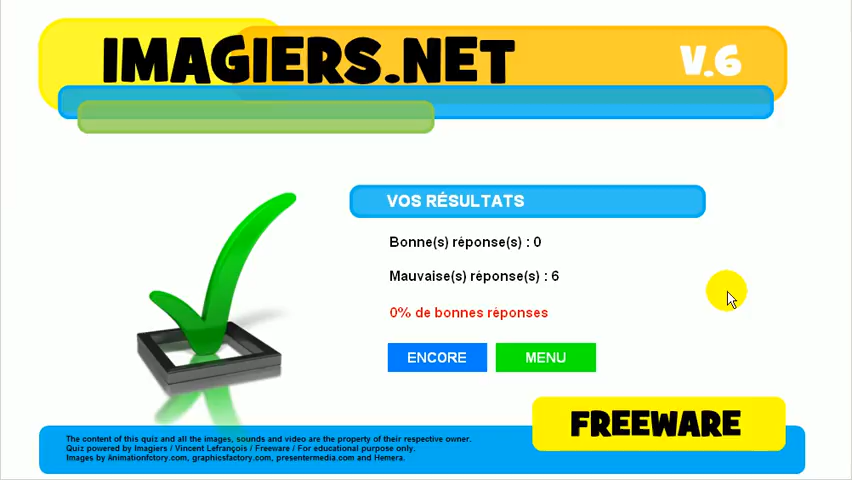 IMAGIERS.NET
V.6
VOS RÉSULTATS
Bonne(s) réponse(s) : 0
Mauvaise(s) réponse(s) : 6
0% de bonnes réponses
ENCORE
MENU
FREEWARE
The content of this quiz and all the images, sounds and video are the property of their respective owner.
Quiz powered by Imagiers / Vincent Lefrançois / Freeware / For educational purpose only.
Images by Animationfctory.com, graphicsfactory.com, presentermedia.com and Hemera.